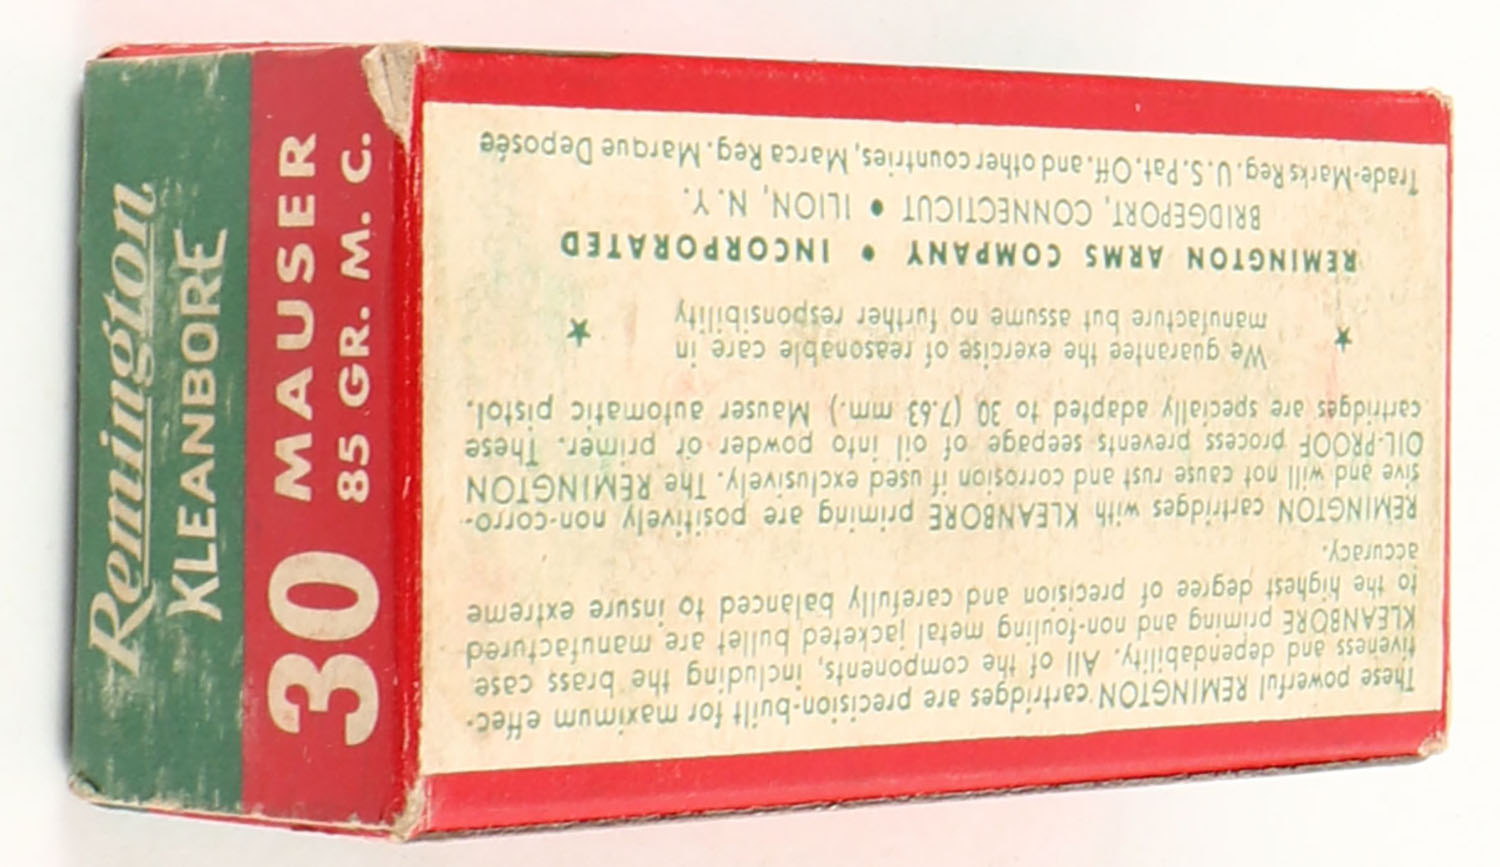 Remington
KLEANBORE
30 MAUSER
85 GR. M. C.
These powerful REMINGTON cartridges are precision-built for maximum effec-
tiveness and dependability. All of the components, including the brass case
KLEANBORE priming and non-fouling metal jacketed bullet are manufactured
to the highest degree of precision and carefully balanced to insure extreme
accuracy.
REMINGTON cartridges with KLEANBORE priming are positively non-corro-
sive and will not cause rust and corrosion if used exclusively. The REMINGTON
OIL-PROOF process prevents seepage of oil into powder or primer. These
cartridges are specially adapted to 30 (7.63 mm.) Mauser automatic pistol.
We guarantee the exercise of reasonable care in
manufacture but assume no further responsibility
REMINGTON ARMS COMPANY • INCORPORATED
BRIDGEPORT, CONNECTICUT • ILION, N.Y.
Trade-Marks Reg. U.S. Pat. Off. and other countries, Marca Reg. Marque Deposée